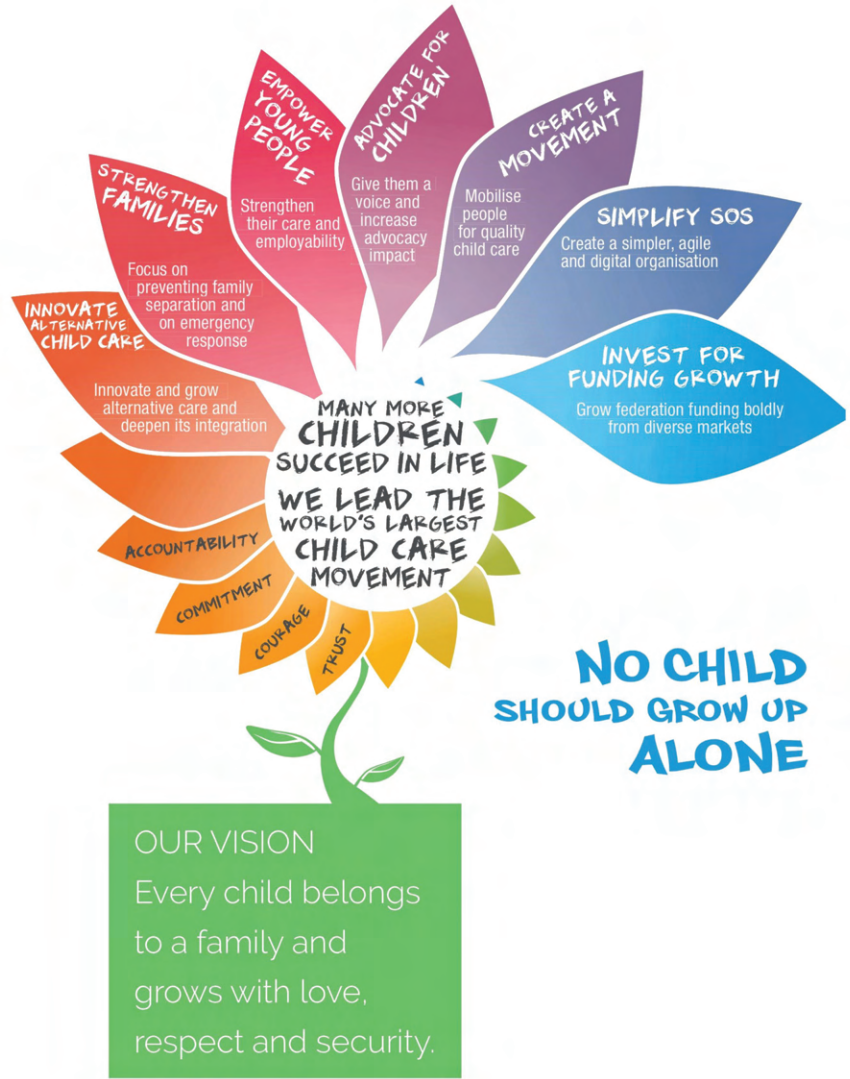 INNOVATE
ALTERNATIVE
CHILD CARE
Innovate and grow
alternative care and
deepen its integration
STRENGTHEN
FAMILIES
Focus on
preventing family
separation and
on emergency
response
EMPOWER
YOUNG
PEOPLE
Strengthen
their care and
employability
ADVOCATE FOR
CHILDREN
Give them a
voice and
increase
advocacy
impact
CREATE A
MOVEMENT
Mobilise
people
for quality
child care
SIMPLIFY SOS
Create a simpler, agile
and digital organisation
INVEST FOR
FUNDING GROWTH
Grow federation funding boldly
from diverse markets
MANY MORE
CHILDREN
SUCCEED IN LIFE
WE LEAD THE
WORLD'S LARGEST
CHILD CARE
MOVEMENT
ACCOUNTABILITY
COMMITMENT
COURAGE
TRUST
NO CHILD
SHOULD GROW UP
ALONE
OUR VISION
Every child belongs
to a family and
grows with love,
respect and security.